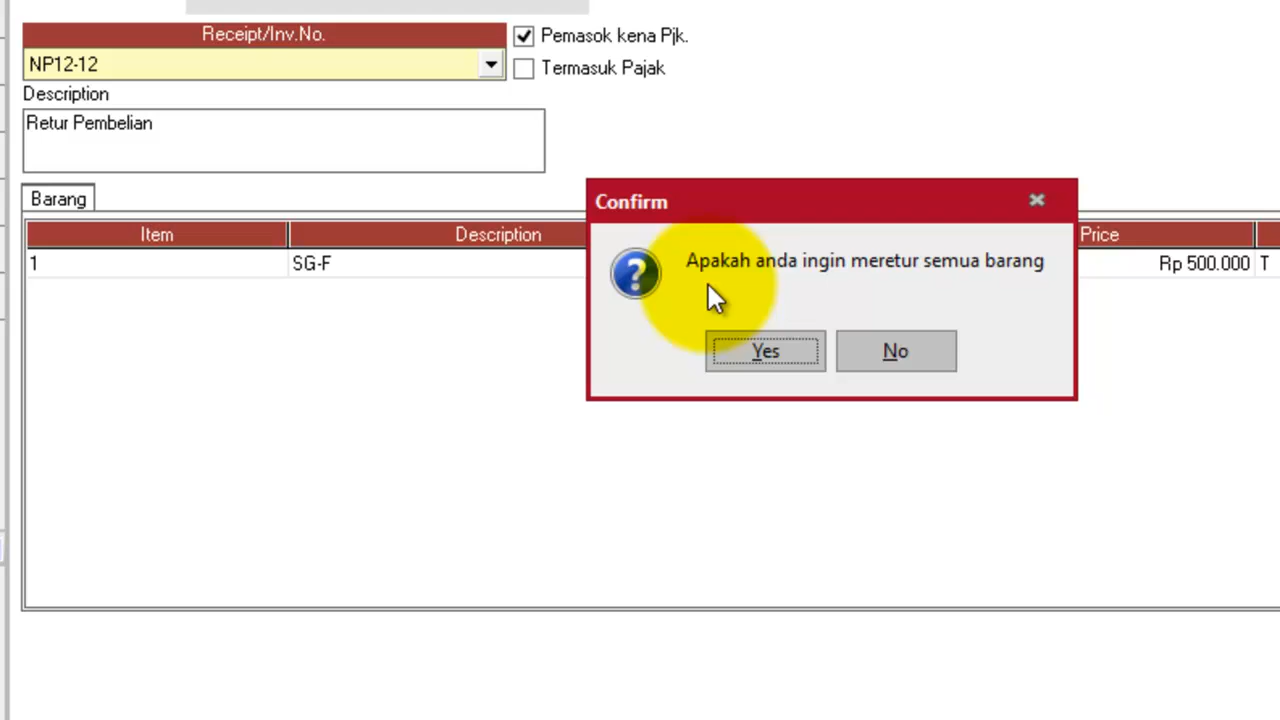 Receipt/Inv.No.
Pemasok kena Pjk.
NP12-12
Termasuk Pajak
Description
Retur Pembelian
Barang
Confirm
Apakah anda ingin meretur semua barang
Yes No
Item Description Price
1 SG-F Rp 500.000 T